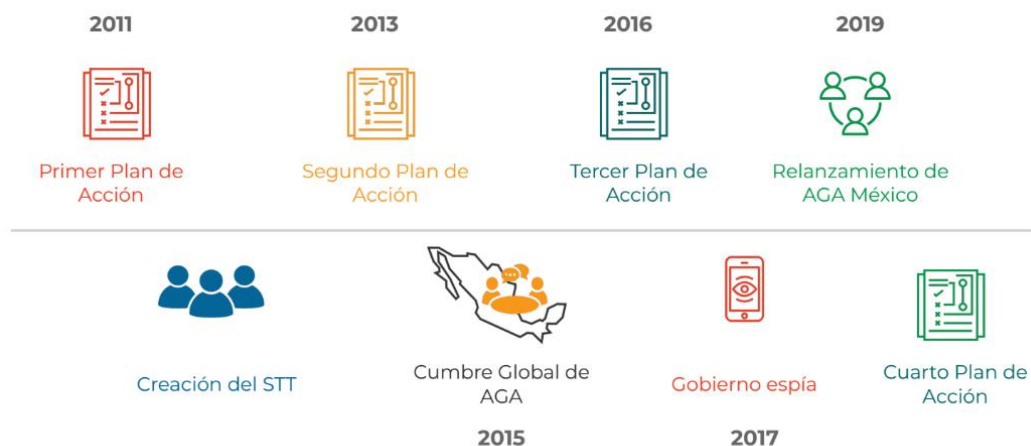 2011
2013
2016
2019
Primer Plan de
Acción
Segundo Plan de
Acción
Tercer Plan de
Acción
Relanzamiento de
AGA México
Creación del STT
Cumbre Global de
AGA
Gobierno espía
Cuarto Plan de
Acción
2015
2017